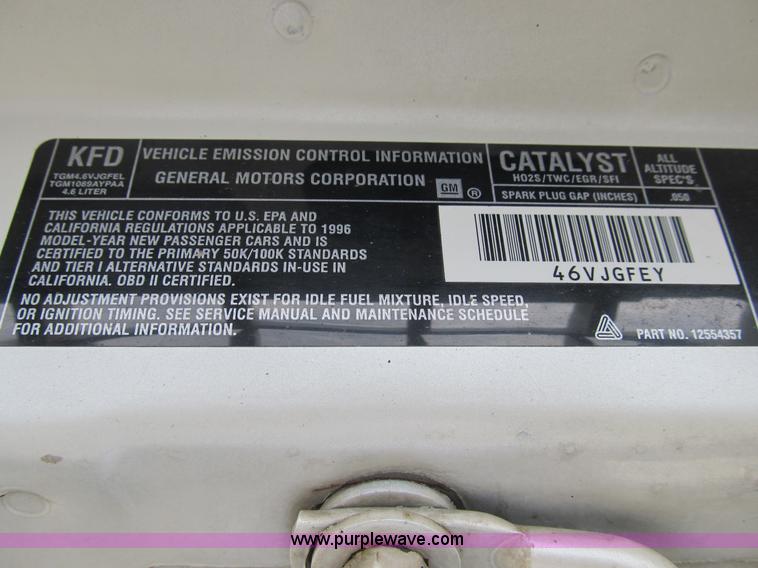 KFD
TGM4.6VJGFEL
TGM1089AYPAA
4.6 LITER
VEHICLE EMISSION CONTROL INFORMATION
GENERAL MOTORS CORPORATION GM ®
CATALYST
HO2S/TWC/EGR/SFI
SPARK PLUG GAP (INCHES)
ALL
ALTITUDE
SPEC'S
.050
THIS VEHICLE CONFORMS TO U.S. EPA AND
CALIFORNIA REGULATIONS APPLICABLE TO 1996
MODEL-YEAR NEW PASSENGER CARS AND IS
CERTIFIED TO THE PRIMARY 50K/100K STANDARDS
AND TIER I ALTERNATIVE STANDARDS IN-USE IN
CALIFORNIA. OBD II CERTIFIED.
46VJGFEY
NO ADJUSTMENT PROVISIONS EXIST FOR IDLE FUEL MIXTURE, IDLE SPEED,
OR IGNITION TIMING. SEE SERVICE MANUAL AND MAINTENANCE SCHEDULE
FOR ADDITIONAL INFORMATION.
PART NO. 12554357
www.purplewave.com